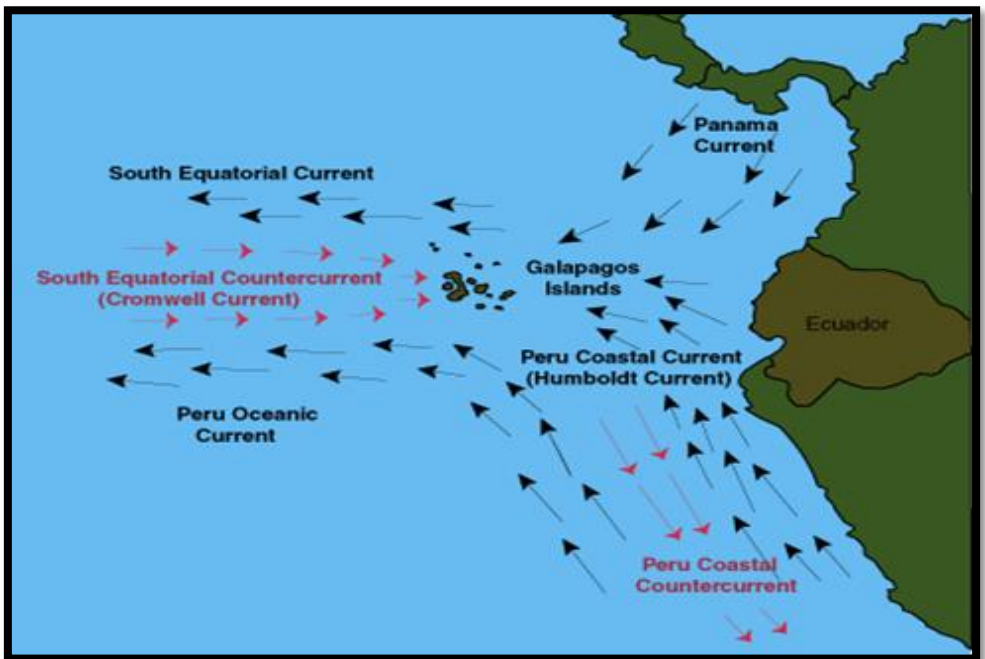 Panama
Current
South Equatorial Current
South Equatorial Countercurrent
(Cromwell Current)
Galapagos
Islands
Ecuador
Peru Coastal Current
(Humboldt Current)
Peru Oceanic
Current
Peru Coastal
Countercurrent